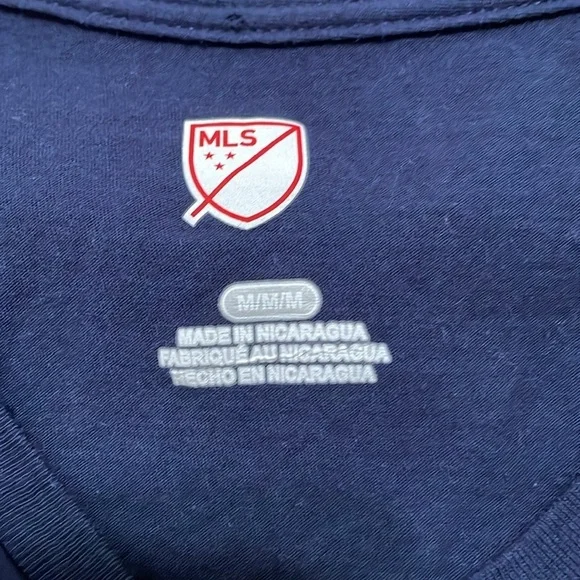 MLS
M/M/M
MADE IN NICARAGUA
FABRIQUÉ AU NICARAGUA
HECHO EN NICARAGUA